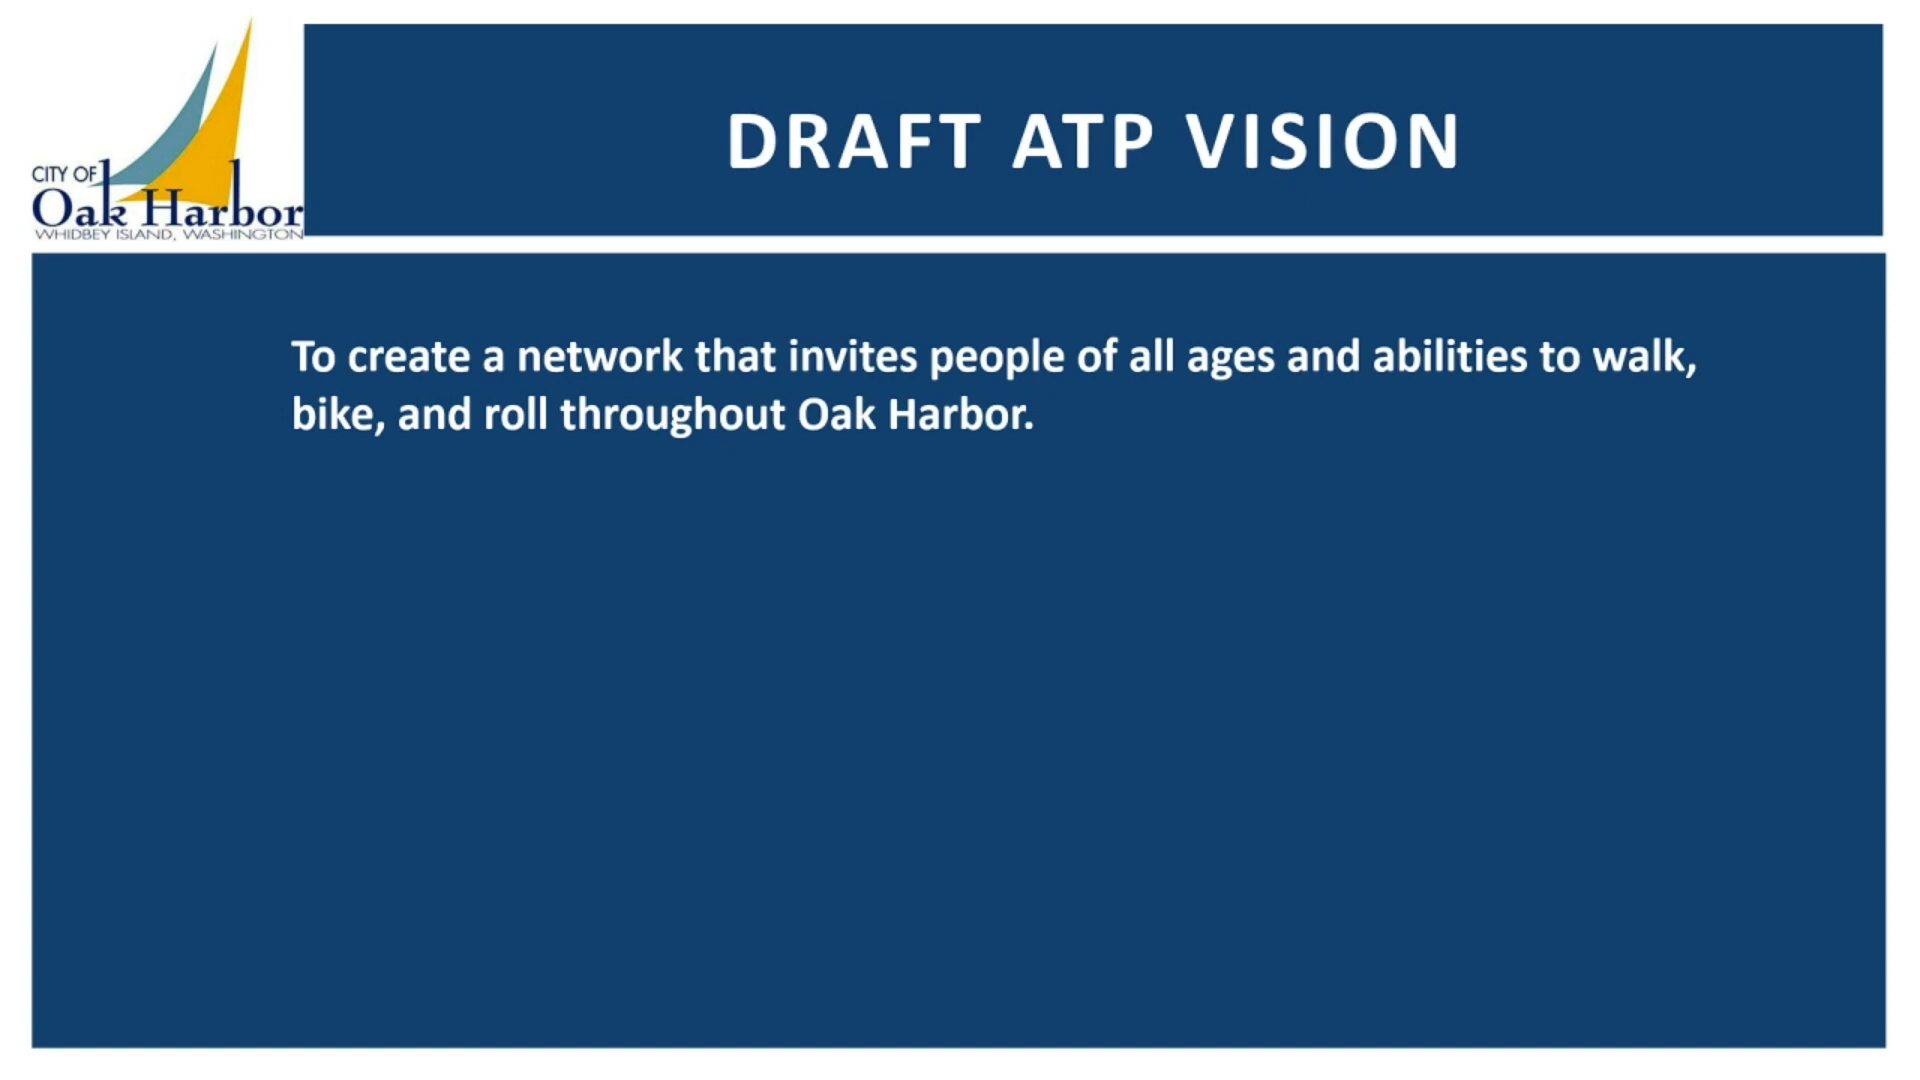 CITY OF
Oak Harbor
WHIDBEY ISLAND, WASHINGTON
DRAFT ATP VISION
To create a network that invites people of all ages and abilities to walk,
bike, and roll throughout Oak Harbor.